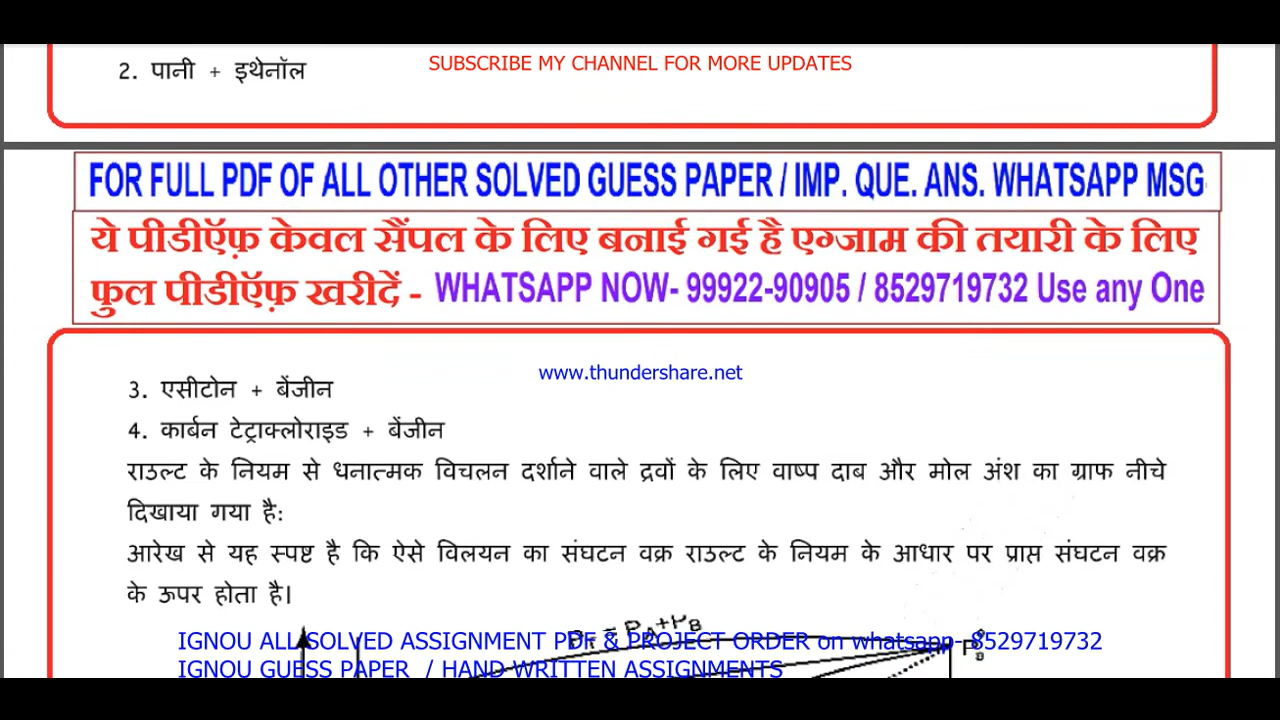 2. पानी + इथेनॉल
SUBSCRIBE MY CHANNEL FOR MORE UPDATES
FOR FULL PDF OF ALL OTHER SOLVED GUESS PAPER / IMP. QUE. ANS. WHATSAPP MSG
ये पीडीऍफ़ केवल सैंपल के लिए बनाई गई है एग्जाम की तयारी के लिए
फुल पीडीऍफ़ खरीदें - WHATSAPP NOW- 99922-90905 / 8529719732 Use any One
www.thundershare.net
3. एसीटोन + बेंजीन
4. कार्बन टेट्राक्लोराइड + बेंजीन
राउल्ट के नियम से धनात्मक विचलन दर्शाने वाले द्रवों के लिए वाष्प दाब और मोल अंश का ग्राफ नीचे
दिखाया गया है:
आरेख से यह स्पष्ट है कि ऐसे विलयन का संघटन वक्र राउल्ट के नियम के आधार पर प्राप्त संघटन वक्र
के ऊपर होता है।
= PA+PB
IGNOU ALL SOLVED ASSIGNMENT PDF & PROJECT ORDER on whatsapp- 8529719732
IGNOU GUESS PAPER / HAND WRITTEN ASSIGNMENTS